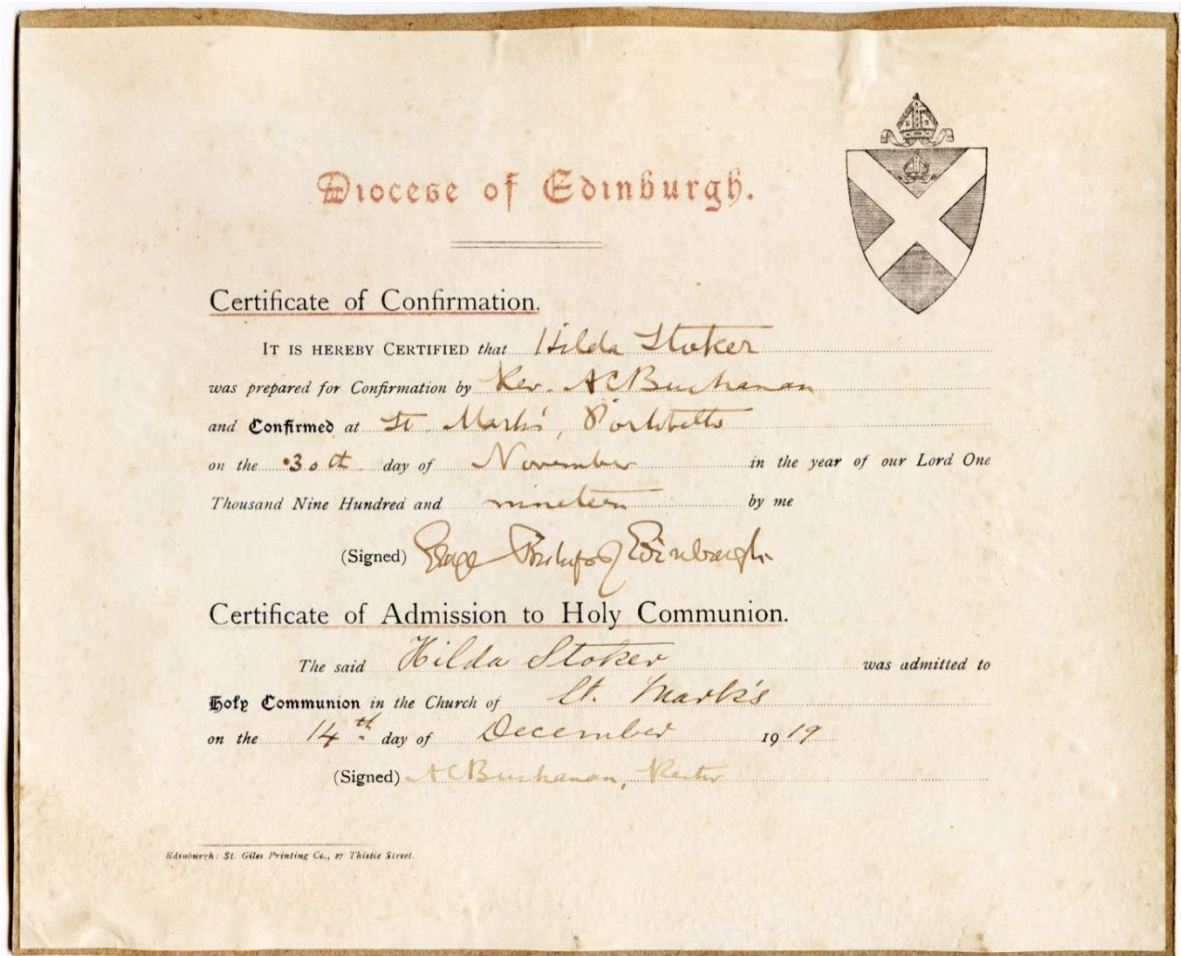 Diocese of Edinburgh.
Certificate of Confirmation.
IT IS HEREBY CERTIFIED that Hilda Stoker
was prepared for Confirmation by Rev. A C Buchanan
and Confirmed at St. Mark's, Portobello
on the 30th day of November in the year of our Lord One
Thousand Nine Hundred and nineteen by me
(Signed) George Bishop of Edinburgh.
Certificate of Admission to Holy Communion.
The said Hilda Stoker was admitted to
Holy Communion in the Church of St. Mark's
on the 14th day of December 1919
(Signed) A C Buchanan, Rector
Edinburgh: St. Giles Printing Co., 27 Thistle Street.